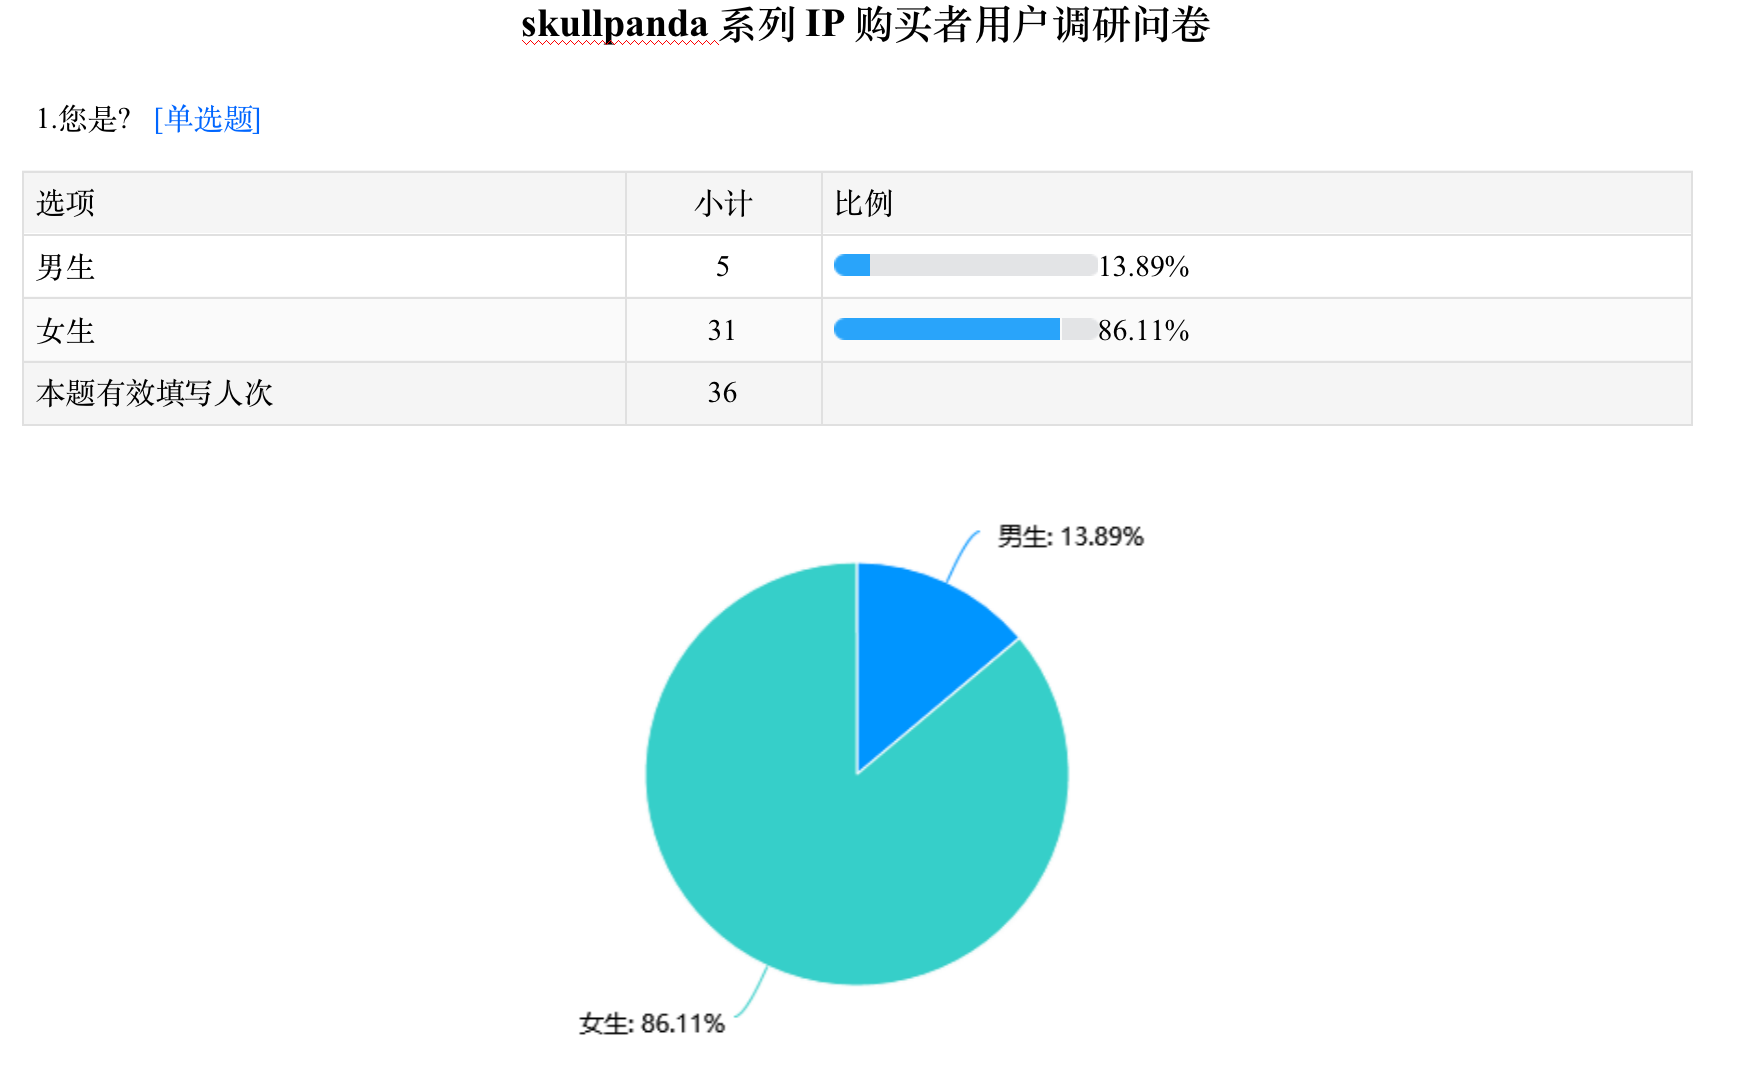 skullpanda 系列 IP 购买者用户调研问卷
1.您是? [单选题]
选项 小计 比例
男生 5 13.89%
女生 31 86.11%
本题有效填写人次 36
男生: 13.89%
女生: 86.11%